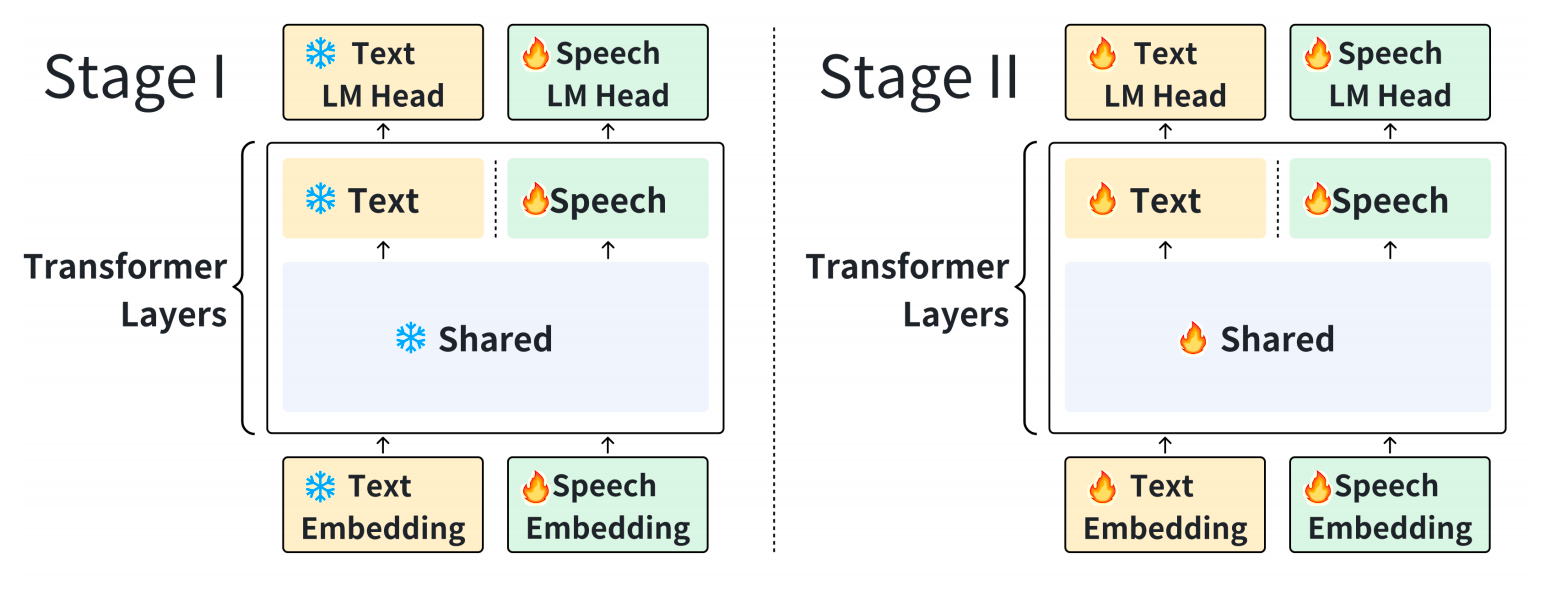 Stage I
Text
LM Head
Speech
LM Head
Text
Speech
Transformer
Layers
Shared
Text
Embedding
Speech
Embedding
Stage II
Text
LM Head
Speech
LM Head
Text
Speech
Transformer
Layers
Shared
Text
Embedding
Speech
Embedding